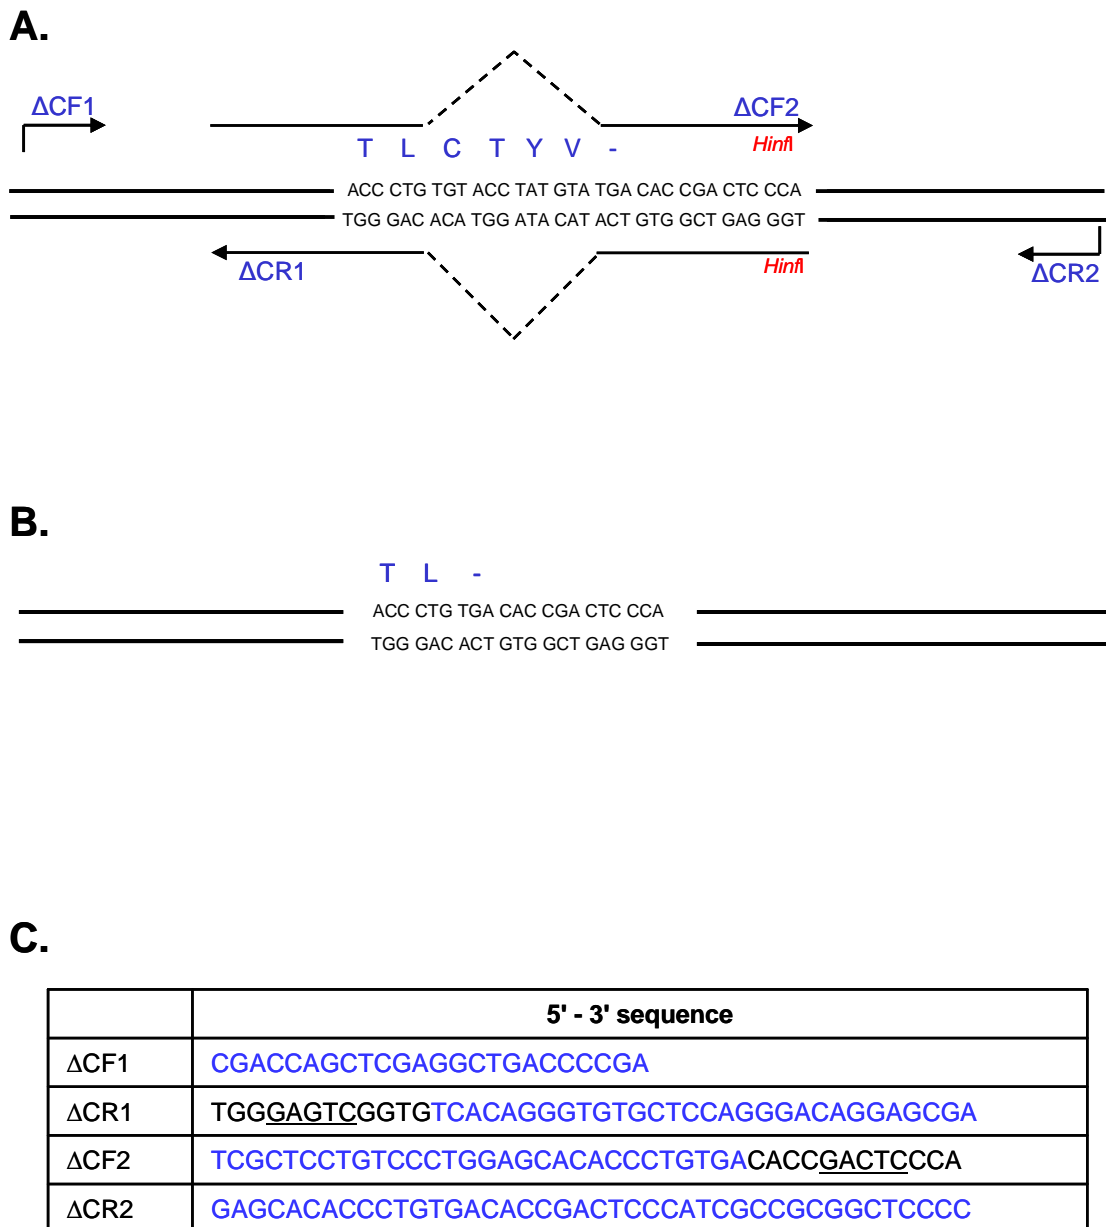 A.
ΔCF1 ΔCF2
HinfI
T L C T Y V -
ACC CTG TGT ACC TAT GTA TGA CAC CGA CTC CCA
TGG GAC ACA TGG ATA CAT ACT GTG GCT GAG GGT
ΔCR1 HinfI ΔCR2
B.
T L -
ACC CTG TGA CAC CGA CTC CCA
TGG GAC ACT GTG GCT GAG GGT
C.
5' - 3' sequence
ΔCF1 CGACCAGCTCGAGGCTGACCCCGA
ΔCR1 TGGGAGTCGGTGTCACAGGGTGTGCTCCAGGGACAGGAGCGA
ΔCF2 TCGCTCCTGTCCCTGGAGCACACCCTGTGACACCGACTCCCA
ΔCR2 GAGCACACCCTGTGACACCGACTCCCATCGCCGCGGCTCCCC